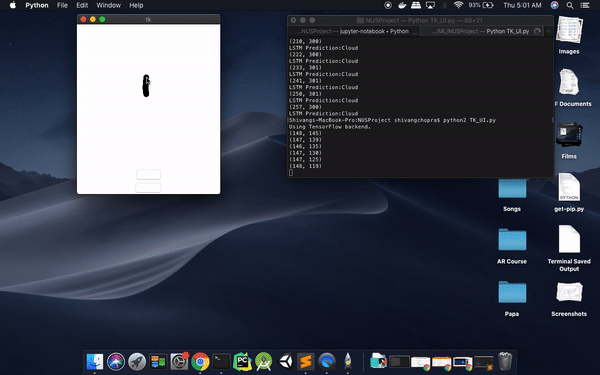 Python File Edit Window Help
93% Thu 5:01 AM
tk
NUSProject — Python TK_UI.py — 80×21
...NUSProject — jupyter-notebook • Python
.../ML/NUSProject — Python TK_UI.py
(210, 300)
LSTM Prediction:Cloud
(222, 300)
LSTM Prediction:Cloud
(233, 301)
LSTM Prediction:Cloud
(241, 301)
LSTM Prediction:Cloud
(250, 301)
LSTM Prediction:Cloud
(257, 301)
LSTM Prediction:Cloud
Shivangs-MacBook-Pro:NUSProject shivangchopra$ python2 TK_UI.py
Using TensorFlow backend.
(148, 145)
(147, 139)
(146, 135)
(147, 130)
(147, 125)
(148, 119)
Images
F Documents
Films
PYTHON
Songs
get-pip.py
AR Course
Terminal Saved
Output
Papa
Screenshots
PC